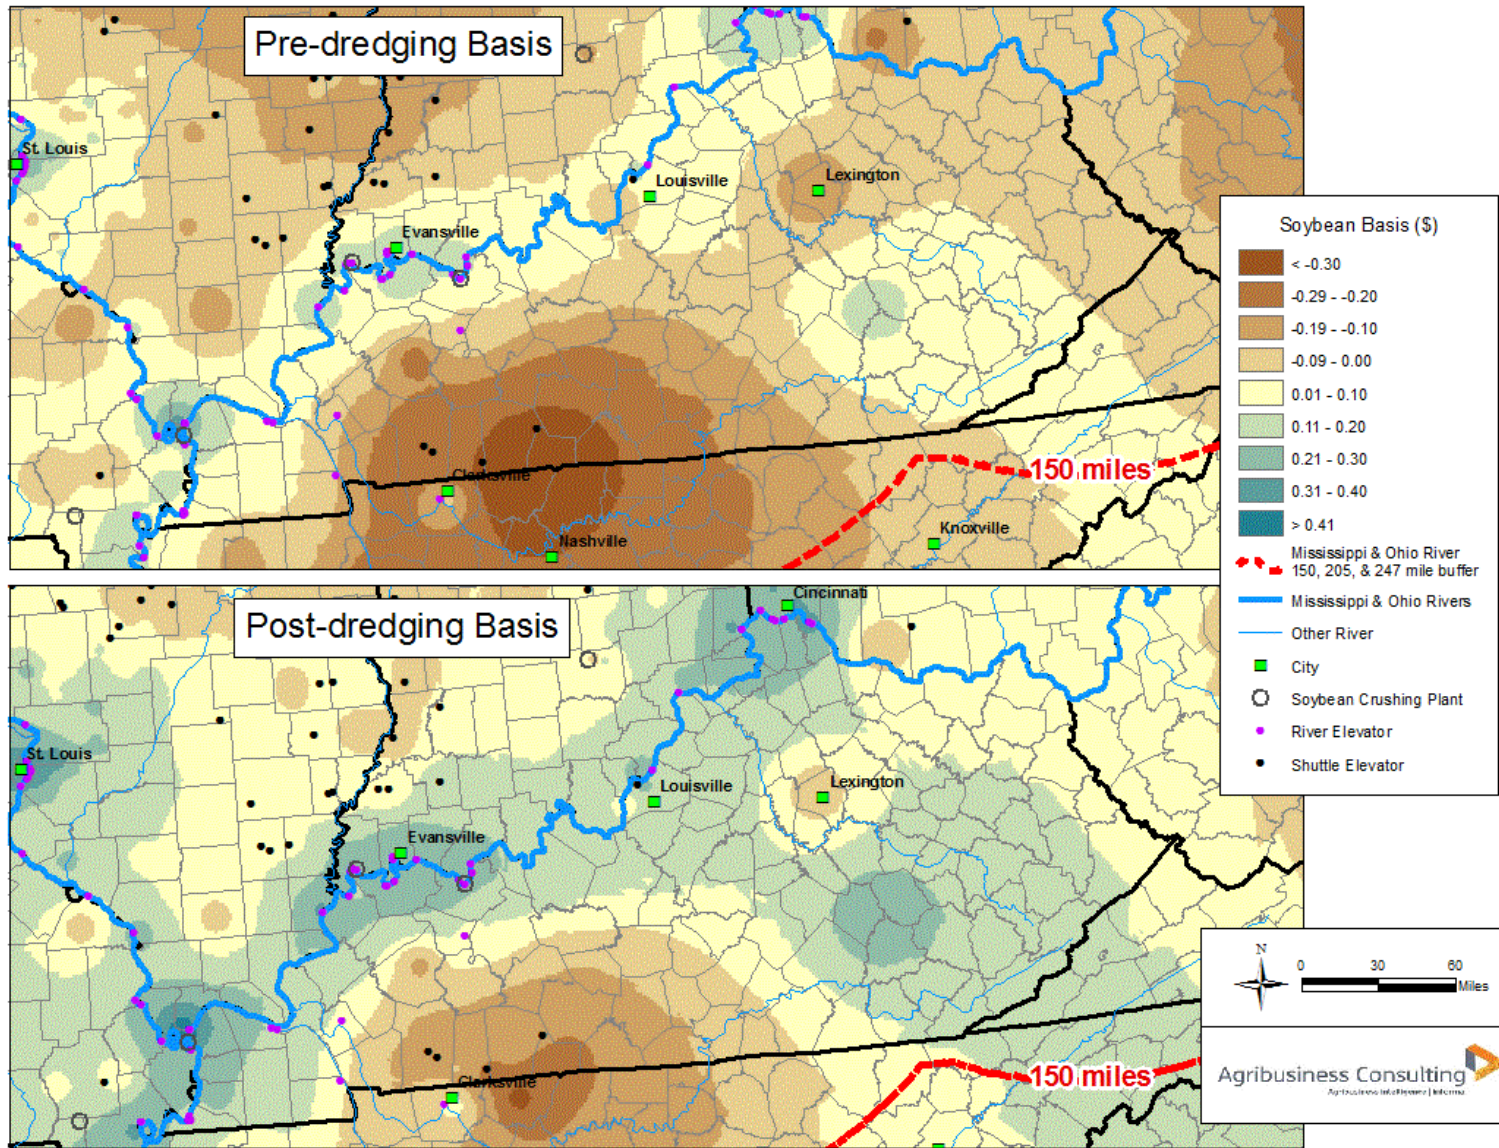 Pre-dredging Basis
St. Louis
Louisville
Lexington
Evansville
150 miles
Clarksville
Knoxville
Nashville
Soybean Basis ($)
< -0.30
-0.29 - -0.20
-0.19 - -0.10
-0.09 - 0.00
0.01 - 0.10
0.11 - 0.20
0.21 - 0.30
0.31 - 0.40
> 0.41
Mississippi & Ohio River
150, 205, & 247 mile buffer
Mississippi & Ohio Rivers
Other River
City
Soybean Crushing Plant
River Elevator
Shuttle Elevator
Post-dredging Basis
Cincinnati
St. Louis
Louisville
Lexington
Evansville
150 miles
Clarksville
N
0 30 60
Miles
Agribusiness Consulting
Agribusiness Intelligence | Informa